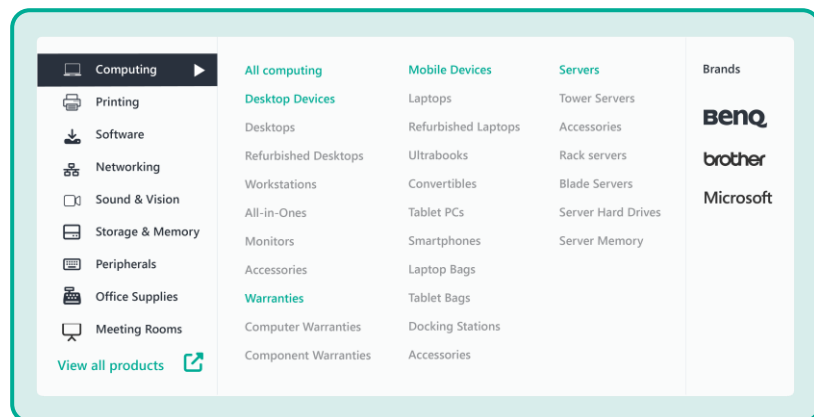 Computing
Printing
Software
Networking
Sound & Vision
Storage & Memory
Peripherals
Office Supplies
Meeting Rooms
View all products
All computing
Desktop Devices
Desktops
Refurbished Desktops
Workstations
All-in-Ones
Monitors
Accessories
Warranties
Computer Warranties
Component Warranties
Mobile Devices
Laptops
Refurbished Laptops
Ultrabooks
Convertibles
Tablet PCs
Smartphones
Laptop Bags
Tablet Bags
Docking Stations
Accessories
Servers
Tower Servers
Accessories
Rack servers
Blade Servers
Server Hard Drives
Server Memory
Brands
BenQ
brother
Microsoft